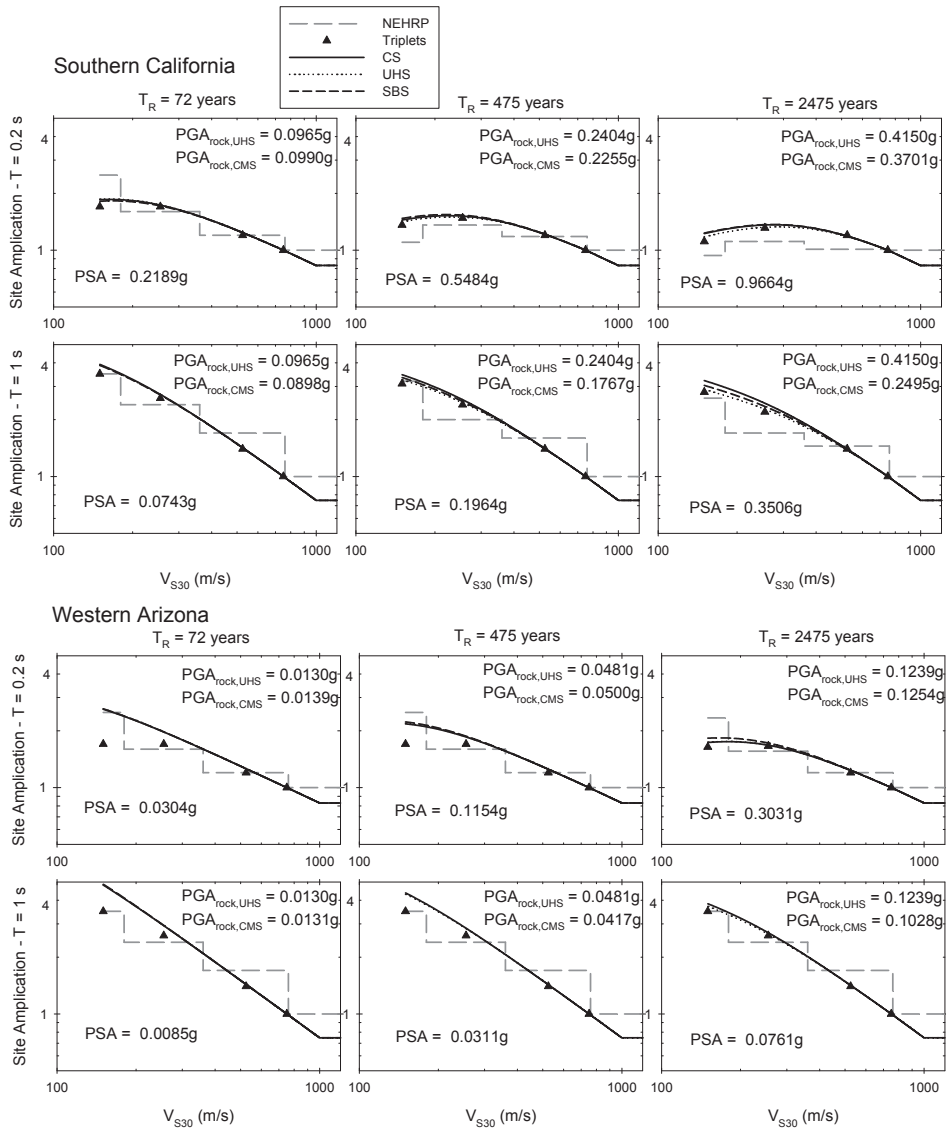 NEHRP
Triplets
CS
UHS
SBS
Southern California
T_R = 72 years
T_R = 475 years
T_R = 2475 years
Site Amplication - T = 0.2 s
4
1
PGA_rock,UHS = 0.0965g
PGA_rock,CMS = 0.0990g
PSA = 0.2189g
100
1000
4
1
PGA_rock,UHS = 0.2404g
PGA_rock,CMS = 0.2255g
PSA = 0.5484g
100
1000
4
1
PGA_rock,UHS = 0.4150g
PGA_rock,CMS = 0.3701g
PSA = 0.9664g
100
1000
Site Amplication - T = 1 s
4
1
PGA_rock,UHS = 0.0965g
PGA_rock,CMS = 0.0898g
PSA = 0.0743g
100
1000
4
1
PGA_rock,UHS = 0.2404g
PGA_rock,CMS = 0.1767g
PSA = 0.1964g
100
1000
4
1
PGA_rock,UHS = 0.4150g
PGA_rock,CMS = 0.2495g
PSA = 0.3506g
100
1000
V_S30 (m/s)
V_S30 (m/s)
V_S30 (m/s)
Western Arizona
T_R = 72 years
T_R = 475 years
T_R = 2475 years
Site Amplication - T = 0.2 s
4
1
PGA_rock,UHS = 0.0130g
PGA_rock,CMS = 0.0139g
PSA = 0.0304g
100
1000
4
1
PGA_rock,UHS = 0.0481g
PGA_rock,CMS = 0.0500g
PSA = 0.1154g
100
1000
4
1
PGA_rock,UHS = 0.1239g
PGA_rock,CMS = 0.1254g
PSA = 0.3031g
100
1000
Site Amplication - T = 1 s
4
1
PGA_rock,UHS = 0.0130g
PGA_rock,CMS = 0.0131g
PSA = 0.0085g
100
1000
4
1
PGA_rock,UHS = 0.0481g
PGA_rock,CMS = 0.0417g
PSA = 0.0311g
100
1000
4
1
PGA_rock,UHS = 0.1239g
PGA_rock,CMS = 0.1028g
PSA = 0.0761g
100
1000
V_S30 (m/s)
V_S30 (m/s)
V_S30 (m/s)